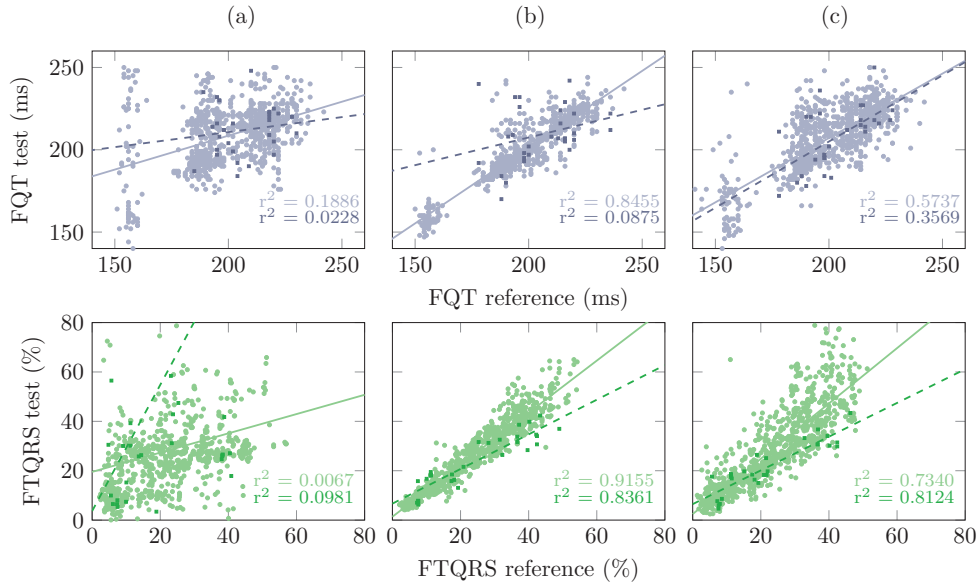 (a) (b) (c)
FQT test (ms)
250
200
150
r² = 0.1886
r² = 0.0228
r² = 0.8455
r² = 0.0875
r² = 0.5737
r² = 0.3569
150 200 250 150 200 250 150 200 250
FQT reference (ms)
FTQRS test (%)
80
60
40
20
0
r² = 0.0067
r² = 0.0981
r² = 0.9155
r² = 0.8361
r² = 0.7340
r² = 0.8124
0 20 40 60 80 0 20 40 60 80 0 20 40 60 80
FTQRS reference (%)